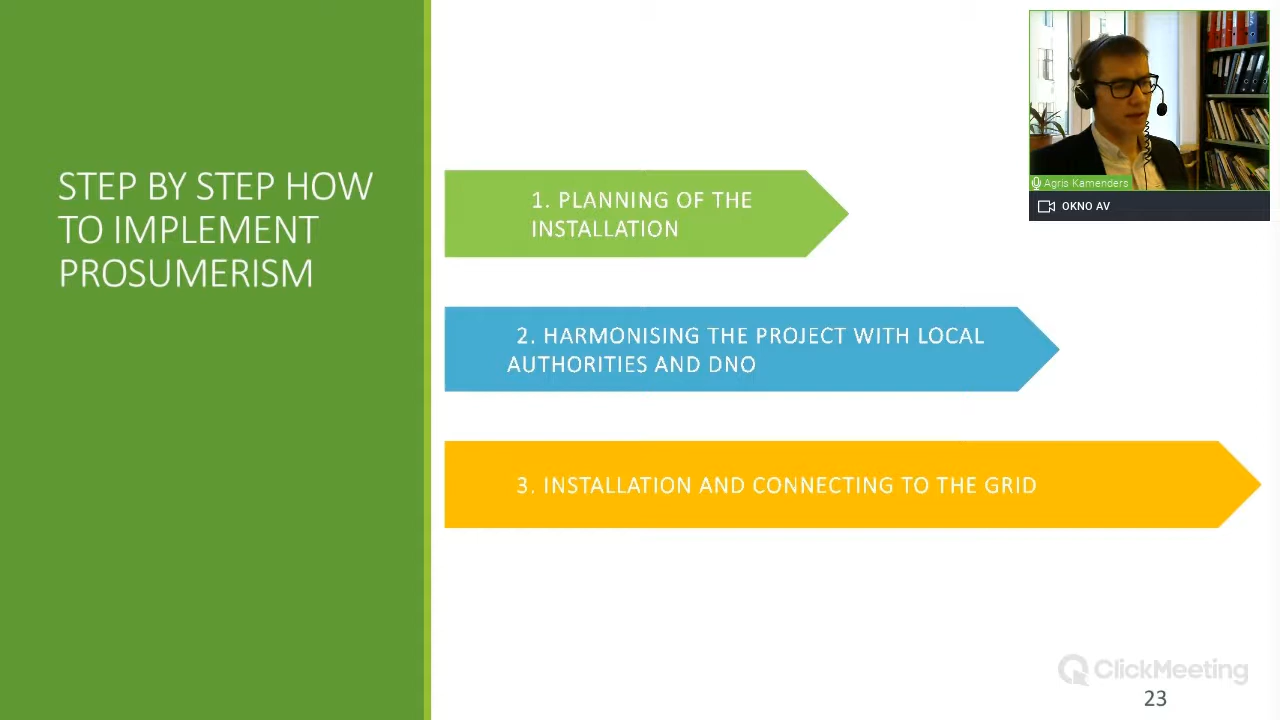 STEP BY STEP HOW
TO IMPLEMENT
PROSUMERISM
1. PLANNING OF THE
INSTALLATION
2. HARMONISING THE PROJECT WITH LOCAL
AUTHORITIES AND DNO
3. INSTALLATION AND CONNECTING TO THE GRID
Agris Kamenders
OKNO AV
ClickMeeting
23